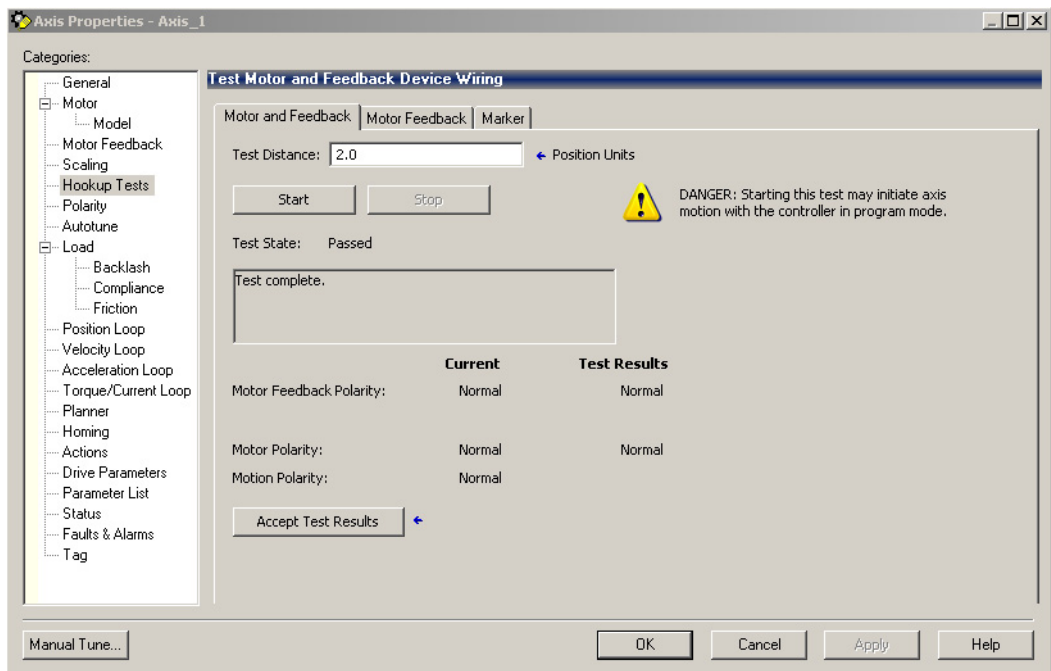 Axis Properties - Axis_1
Categories:
General
Motor
Model
Motor Feedback
Scaling
Hookup Tests
Polarity
Autotune
Load
Backlash
Compliance
Friction
Position Loop
Velocity Loop
Acceleration Loop
Torque/Current Loop
Planner
Homing
Actions
Drive Parameters
Parameter List
Status
Faults & Alarms
Tag
Test Motor and Feedback Device Wiring
Motor and Feedback Motor Feedback Marker
Test Distance: 2.0 Position Units
Start Stop
DANGER: Starting this test may initiate axis
motion with the controller in program mode.
Test State: Passed
Test complete.
Current Test Results
Motor Feedback Polarity: Normal Normal
Motor Polarity: Normal Normal
Motion Polarity: Normal
Accept Test Results
Manual Tune... OK Cancel Apply Help